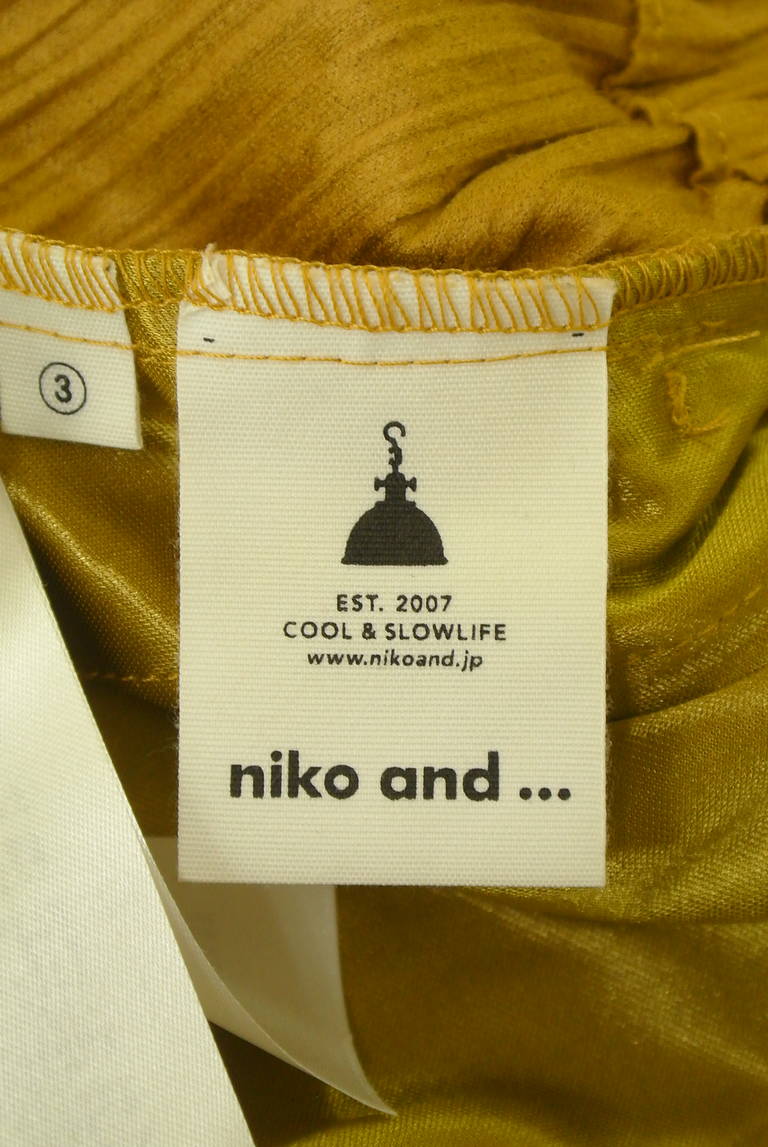 ③
EST. 2007
COOL & SLOWLIFE
www.nikoand.jp
niko and ...